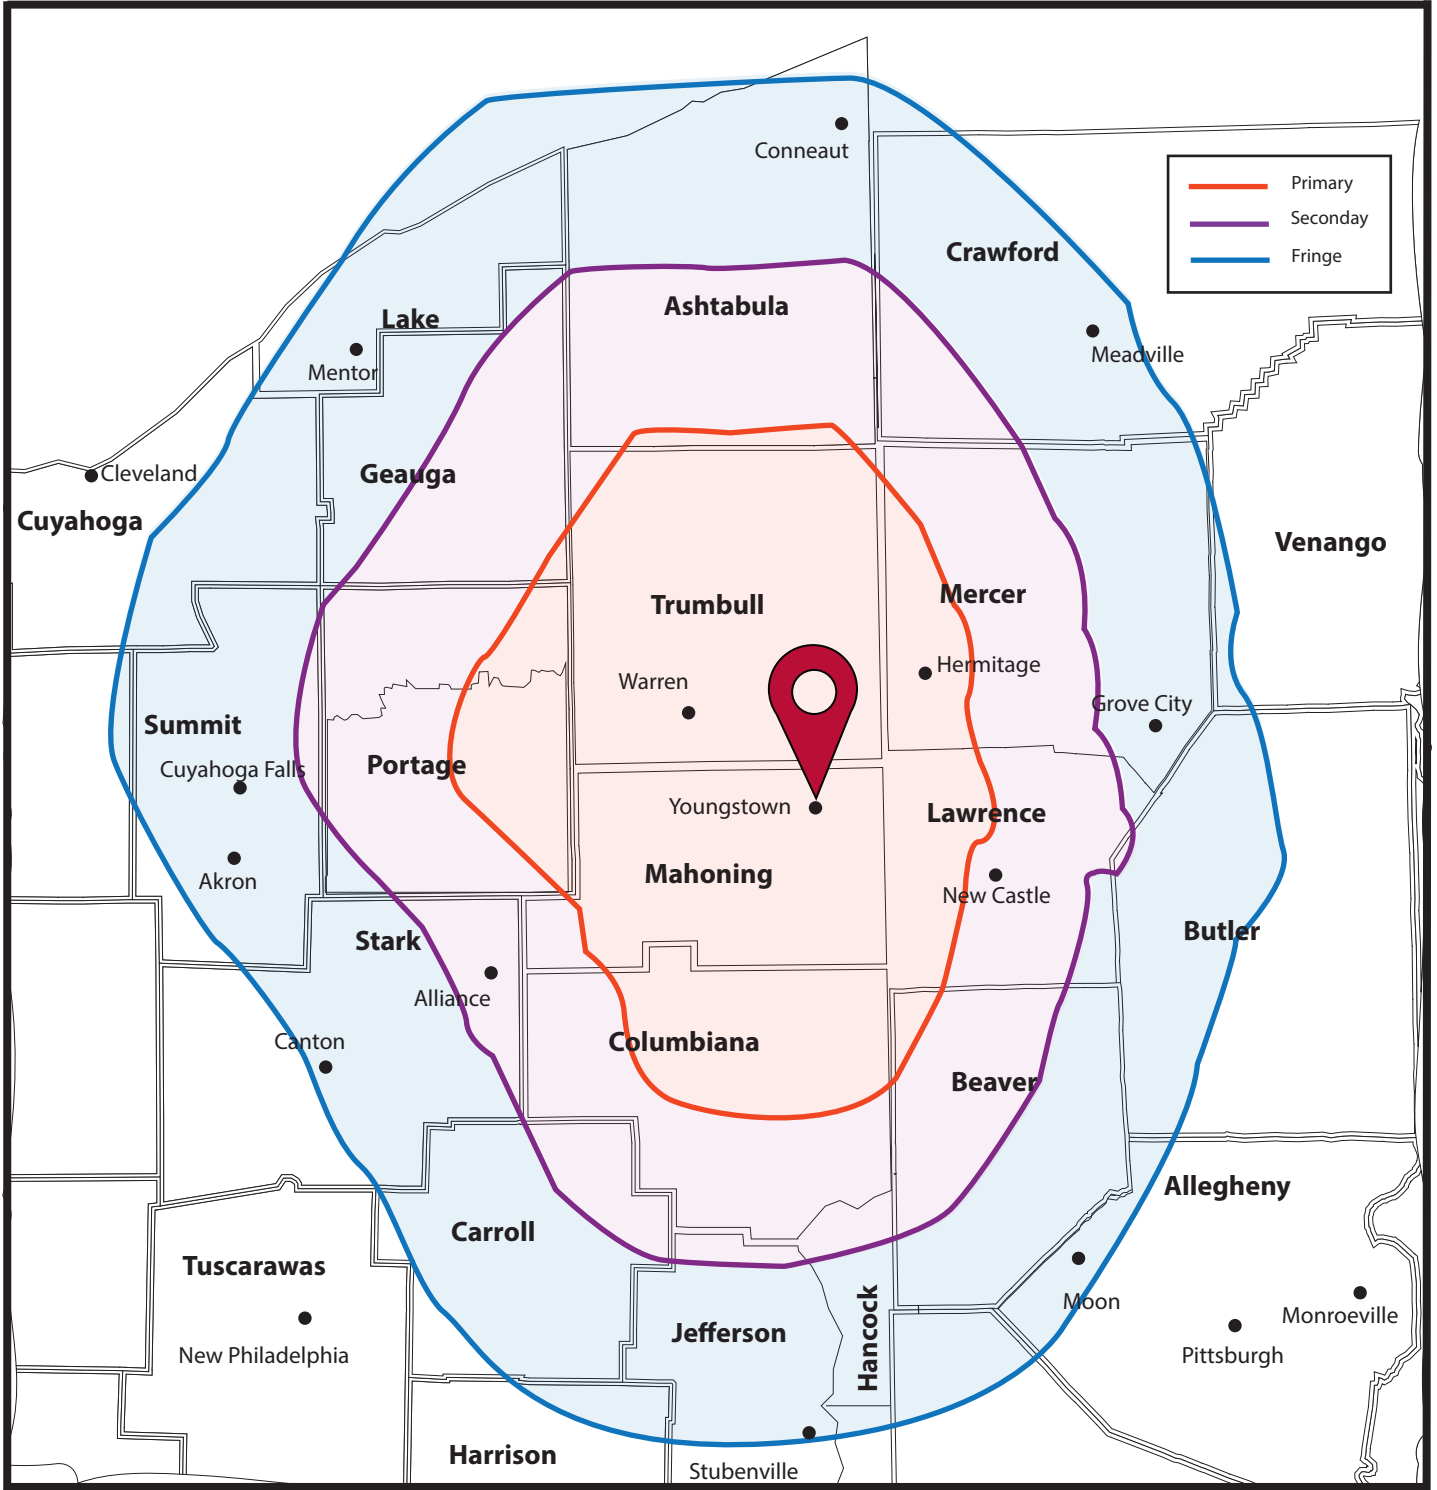 Conneaut
Primary
Seconday
Fringe
Crawford
Ashtabula
Lake
Meadville
Mentor
Geauga
Cleveland
Cuyahoga
Venango
Mercer
Trumbull
Hermitage
Warren
Grove City
Summit
Portage
Cuyahoga Falls
Youngstown
Lawrence
Mahoning
Akron
New Castle
Butler
Stark
Alliance
Canton
Columbiana
Beaver
Allegheny
Carroll
Tuscarawas
Moon
Monroeville
Jefferson
Hancock
New Philadelphia
Pittsburgh
Harrison
Stubenville